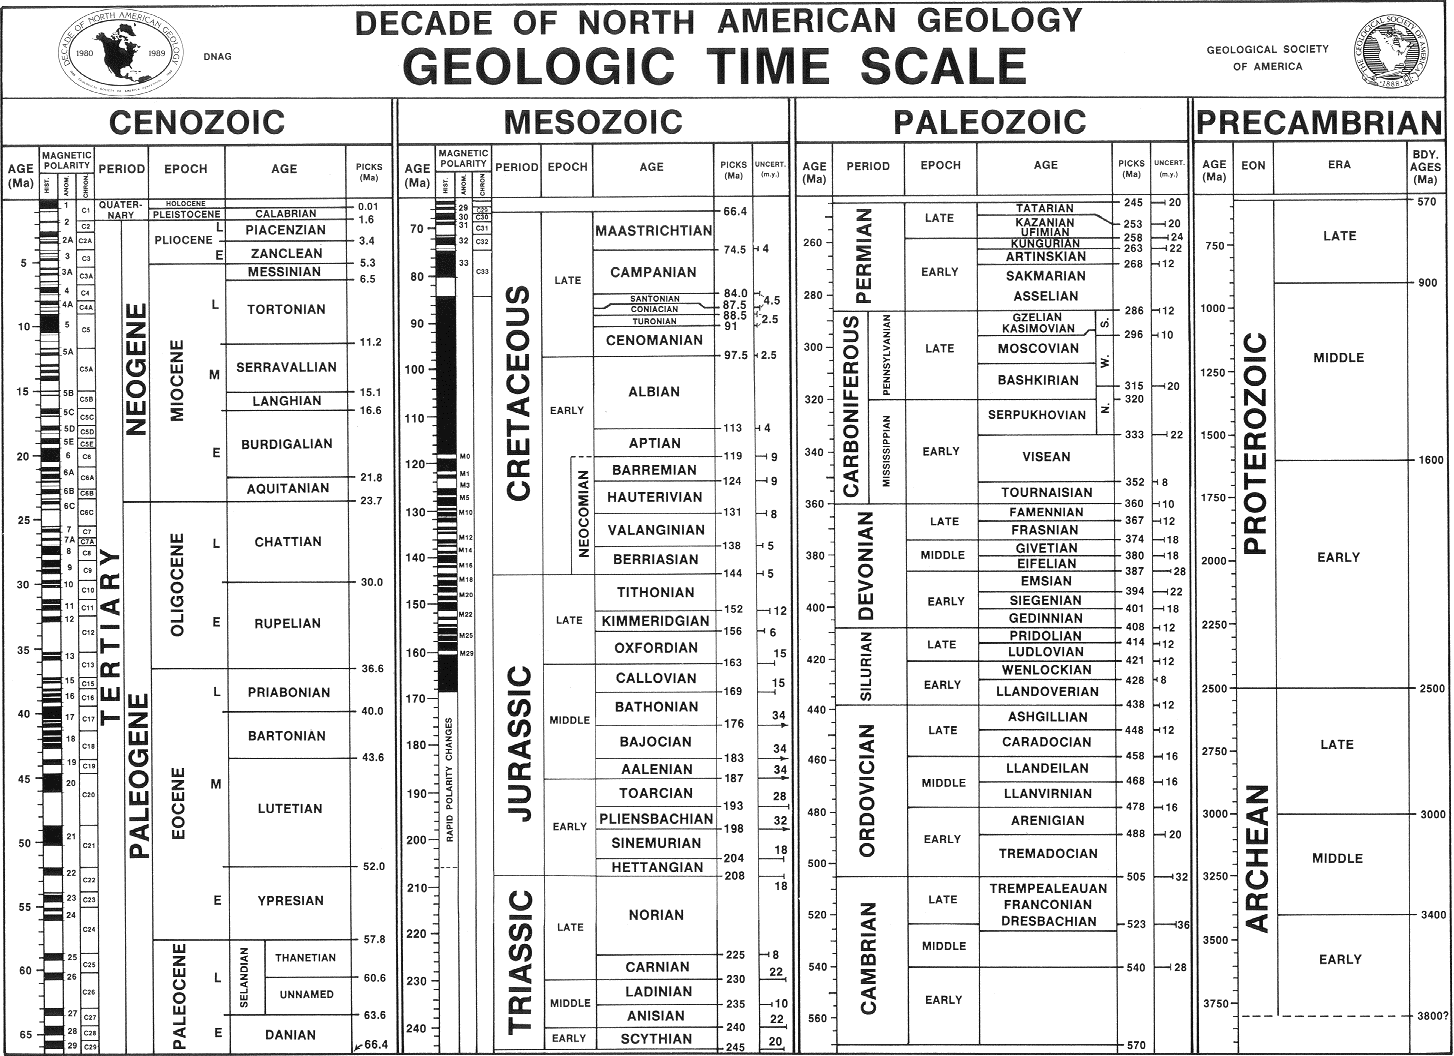 DECADE OF NORTH AMERICAN GEOLOGY
1980
1989
DNAG
DECADE OF NORTH AMERICAN GEOLOGY
GEOLOGIC TIME SCALE
GEOLOGICAL SOCIETY
OF AMERICA
THE GEOLOGICAL SOCIETY OF AMERICA
1888
CENOZOIC
AGE
(Ma)
MAGNETIC
POLARITY
HIST.
ANOM.
CHRON.
PERIOD
EPOCH
AGE
PICKS
(Ma)
5
10
15
20
25
30
35
40
45
50
55
60
65
1
2
2A
3
3A
4
4A
5
5A
5B
5C
5D
5E
6
6A
6B
6C
7
7A
8
9
10
11
12
13
15
16
17
18
19
20
21
22
23
24
25
26
27
28
29
C1
C2
C2A
C3
C3A
C4
C4A
C5
C5A
C5B
C5C
C5D
C5E
C6
C6A
C6B
C6C
C7
C7A
C8
C9
C10
C11
C12
C13
C15
C16
C17
C18
C19
C20
C21
C22
C23
C24
C25
C26
C27
C28
C29
QUATER-
NARY
TERTIARY
NEOGENE
PALEOGENE
HOLOCENE
PLEISTOCENE
PLIOCENE
L
E
MIOCENE
L
M
E
OLIGOCENE
L
E
EOCENE
L
M
E
PALEOCENE
L
E
CALABRIAN
PIACENZIAN
ZANCLEAN
MESSINIAN
TORTONIAN
SERRAVALLIAN
LANGHIAN
BURDIGALIAN
AQUITANIAN
CHATTIAN
RUPELIAN
PRIABONIAN
BARTONIAN
LUTETIAN
YPRESIAN
SELANDIAN
THANETIAN
UNNAMED
DANIAN
0.01
1.6
3.4
5.3
6.5
11.2
15.1
16.6
21.8
23.7
30.0
36.6
40.0
43.6
52.0
57.8
60.6
63.6
66.4
MESOZOIC
AGE
(Ma)
MAGNETIC
POLARITY
HIST.
ANOM.
CHRON.
PERIOD
EPOCH
AGE
PICKS
(Ma)
UNCERT.
(m.y.)
70
80
90
100
110
120
130
140
150
160
170
180
190
200
210
220
230
240
29
30
31
32
33
M0
M1
M3
M5
M10
M12
M14
M16
M18
M20
M22
M25
M29
C29
C30
C31
C32
C33
RAPID POLARITY CHANGES
CRETACEOUS
JURASSIC
TRIASSIC
LATE
EARLY
NEOCOMIAN
LATE
MIDDLE
EARLY
LATE
MIDDLE
EARLY
MAASTRICHTIAN
CAMPANIAN
SANTONIAN
CONIACIAN
TURONIAN
CENOMANIAN
ALBIAN
APTIAN
BARREMIAN
HAUTERIVIAN
VALANGINIAN
BERRIASIAN
TITHONIAN
KIMMERIDGIAN
OXFORDIAN
CALLOVIAN
BATHONIAN
BAJOCIAN
AALENIAN
TOARCIAN
PLIENSBACHIAN
SINEMURIAN
HETTANGIAN
NORIAN
CARNIAN
LADINIAN
ANISIAN
SCYTHIAN
66.4
74.5 4
84.0
87.5 4.5
88.5
91 2.5
97.5 2.5
113 4
119 9
124 9
131 8
138 5
144 5
152 12
156 6
163 15
169 15
176 34
183 34
187 34
193 28
198 32
204 18
208 18
225 8
230 22
235 10
240 22
245 20
PALEOZOIC
AGE
(Ma)
PERIOD
EPOCH
AGE
PICKS
(Ma)
UNCERT.
(m.y.)
260
280
300
320
340
360
380
400
420
440
460
480
500
520
540
560
PERMIAN
CARBONIFEROUS
PENNSYLVANIAN
MISSISSIPPIAN
DEVONIAN
SILURIAN
ORDOVICIAN
CAMBRIAN
LATE
EARLY
LATE
EARLY
LATE
MIDDLE
EARLY
LATE
EARLY
LATE
MIDDLE
EARLY
LATE
MIDDLE
EARLY
TATARIAN
KAZANIAN
UFIMIAN
KUNGURIAN
ARTINSKIAN
SAKMARIAN
ASSELIAN
GZELIAN
KASIMOVIAN
MOSCOVIAN
BASHKIRIAN
SERPUKHOVIAN
S.
W.
N.
VISEAN
TOURNAISIAN
FAMENNIAN
FRASNIAN
GIVETIAN
EIFELIAN
EMSIAN
SIEGENIAN
GEDINNIAN
PRIDOLIAN
LUDLOVIAN
WENLOCKIAN
LLANDOVERIAN
ASHGILLIAN
CARADOCIAN
LLANDEILAN
LLANVIRNIAN
ARENIGIAN
TREMADOCIAN
TREMPEALEAUAN
FRANCONIAN
DRESBACHIAN
245 20
253 20
258 24
263 22
268 12
286 12
296 10
315 20
320
333 22
352 8
360 10
367 12
374 18
380 18
387 28
394 22
401 18
408 12
414 12
421 12
428 8
438 12
448 12
458 16
468 16
478 16
488 20
505 32
523 36
540 28
570
PRECAMBRIAN
AGE
(Ma)
EON
ERA
BDY.
AGES
(Ma)
750
1000
1250
1500
1750
2000
2250
2500
2750
3000
3250
3500
3750
PROTEROZOIC
ARCHEAN
LATE
MIDDLE
EARLY
LATE
MIDDLE
EARLY
570
900
1600
2500
3000
3400
3800?